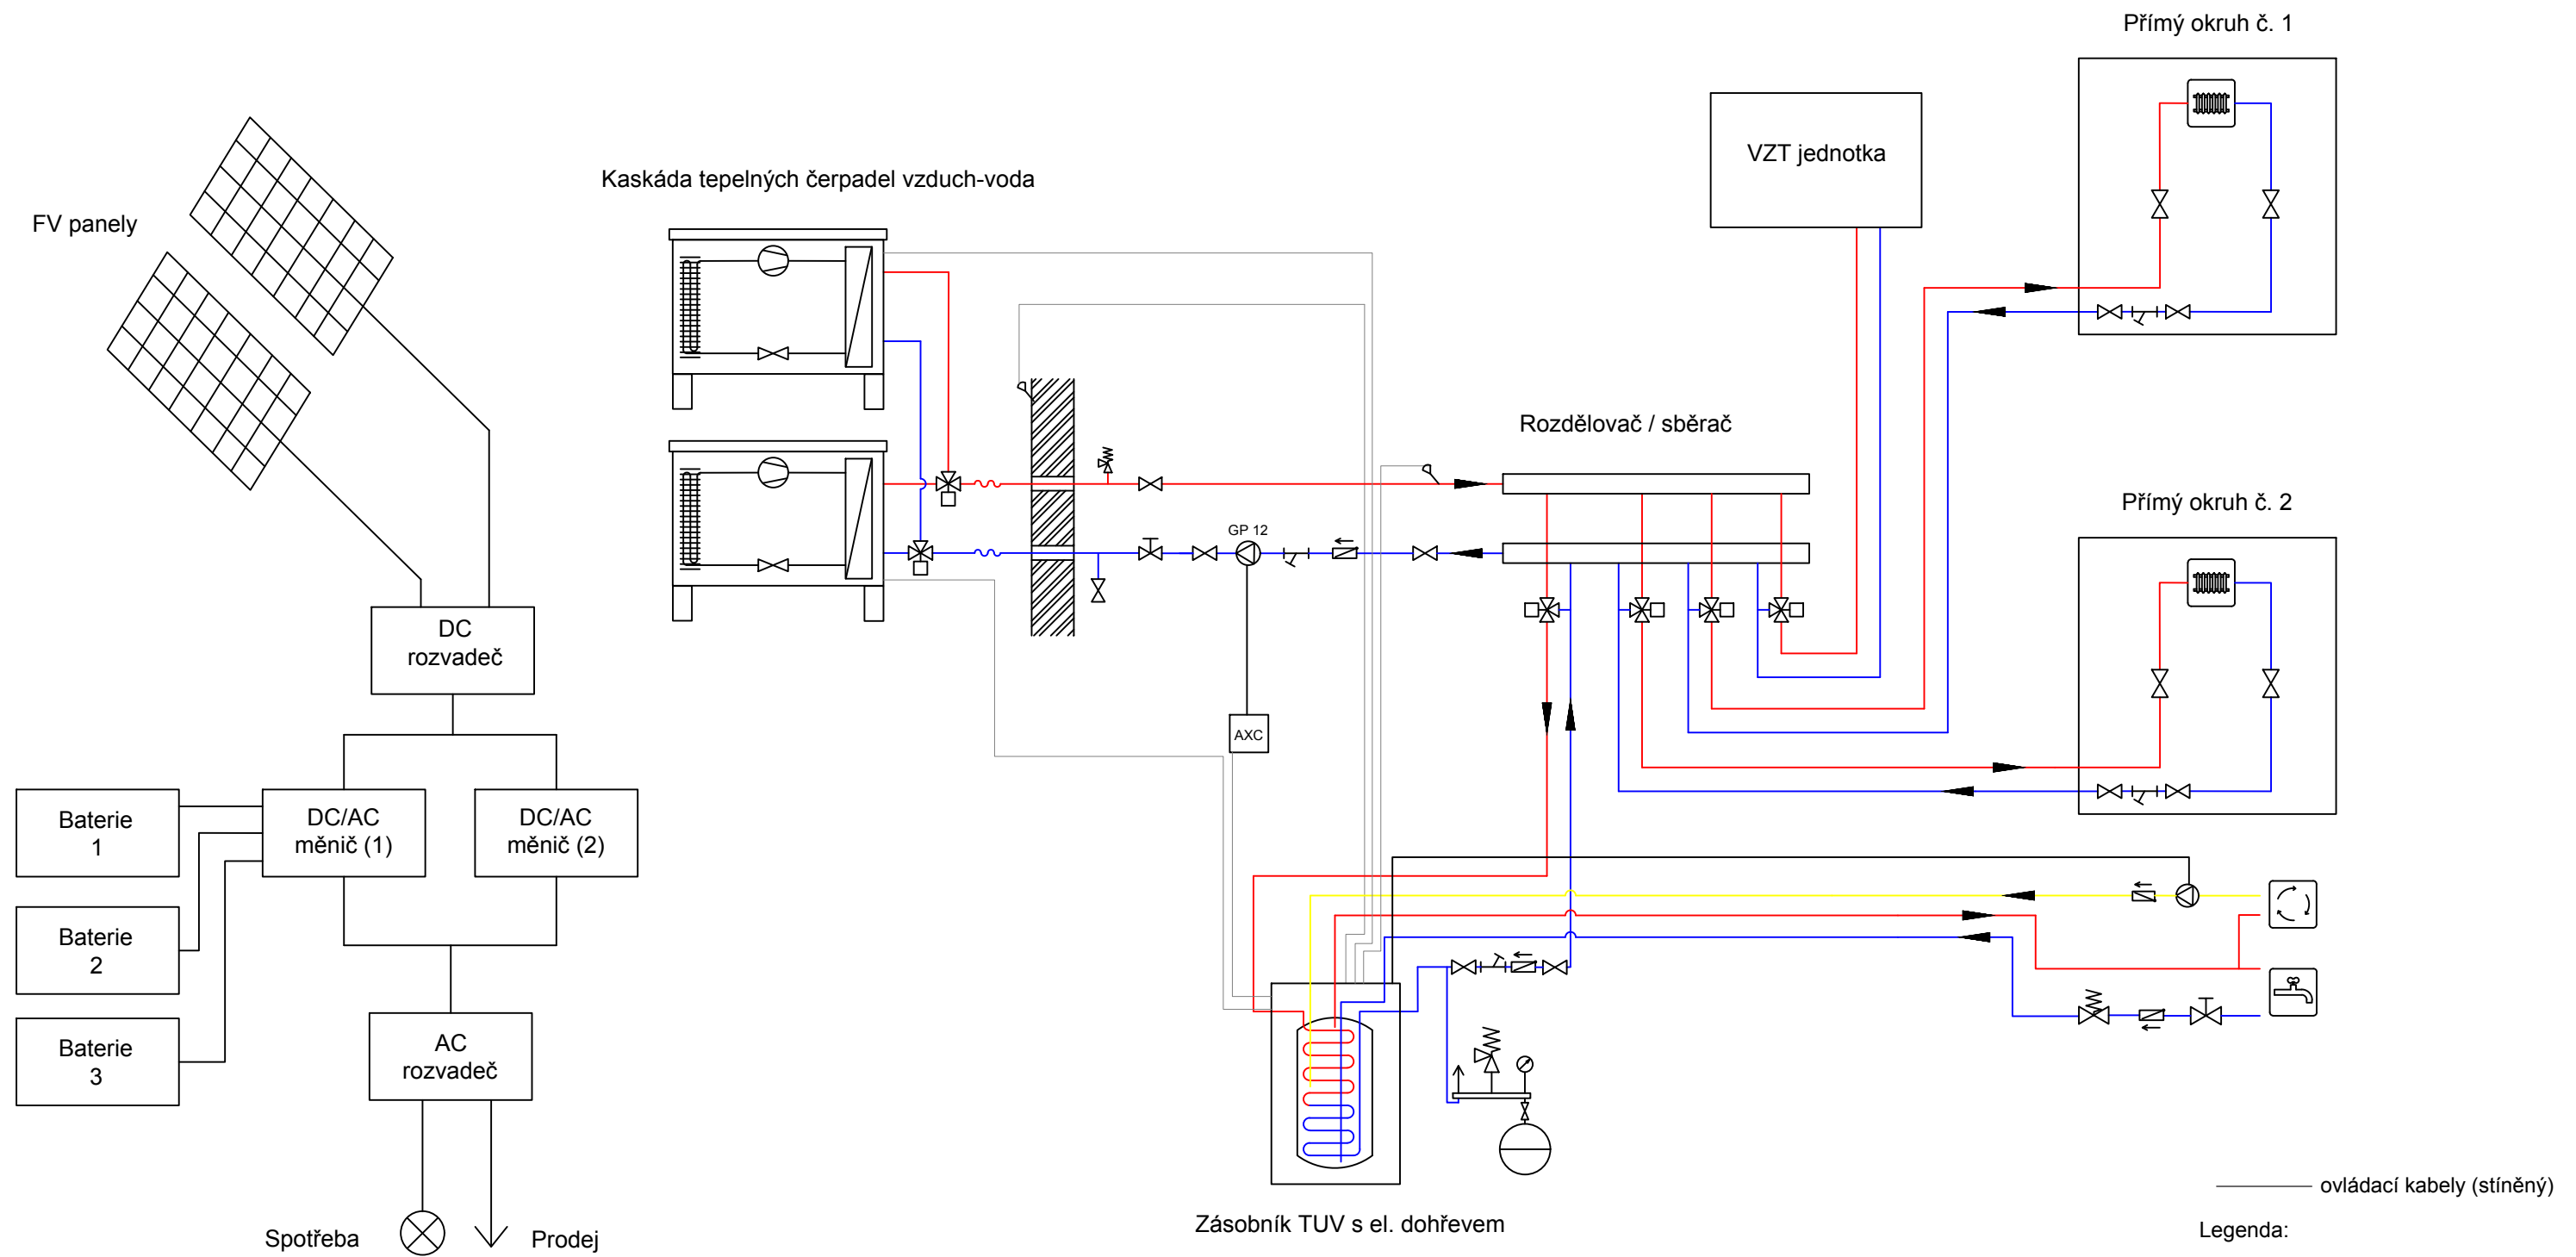 Přímý okruh č. 1
VZT jednotka
Kaskáda tepelných čerpadel vzduch-voda
FV panely
Rozdělovač / sběrač
Přímý okruh č. 2
GP 12
DC
rozvadeč
AXC
Baterie
1
DC/AC
měnič (1)
DC/AC
měnič (2)
Baterie
2
Baterie
3
AC
rozvadeč
ovládací kabely (stíněný)
Zásobník TUV s el. dohřevem
Legenda:
Spotřeba
Prodej